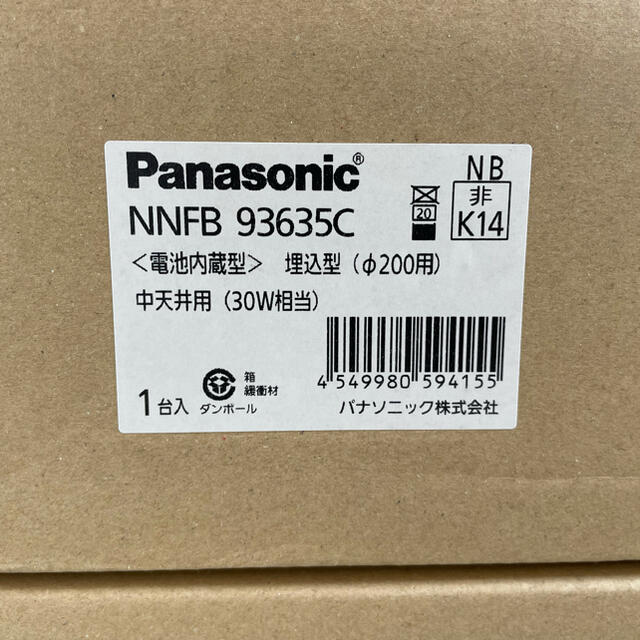 Panasonic®
NB
NNFB 93635C
20
非
K14
<電池内蔵型> 埋込型 (φ200用)
中天井用 (30W相当)
4 549980 594155
1台入
箱
緩衝材
ダンボール
パナソニック株式会社